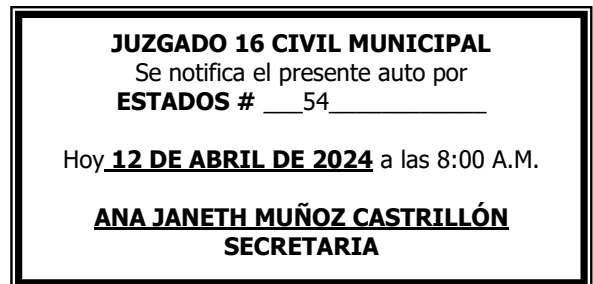 JUZGADO 16 CIVIL MUNICIPAL
Se notifica el presente auto por
ESTADOS # ___54____________
Hoy 12 DE ABRIL DE 2024 a las 8:00 A.M.
ANA JANETH MUÑOZ CASTRILLÓN
SECRETARIA